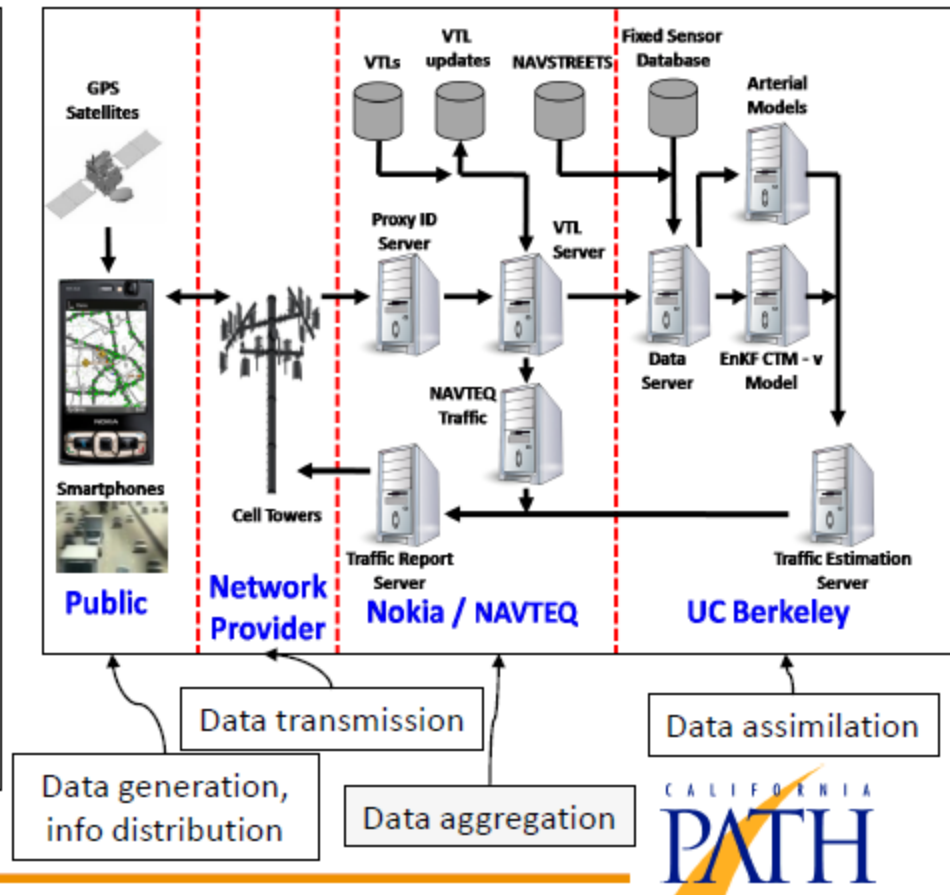 GPS
Satellites
Smartphones
Public
Cell Towers
Network
Provider
VTLs
VTL
updates
NAVSTREETS
Proxy ID
Server
VTL
Server
NAVTEQ
Traffic
Traffic Report
Server
Nokia / NAVTEQ
Fixed Sensor
Database
Arterial
Models
Data
Server
EnKF CTM - v
Model
Traffic Estimation
Server
UC Berkeley
Data transmission
Data assimilation
Data generation,
info distribution
Data aggregation
CALIFORNIA
PATH
NOKIA